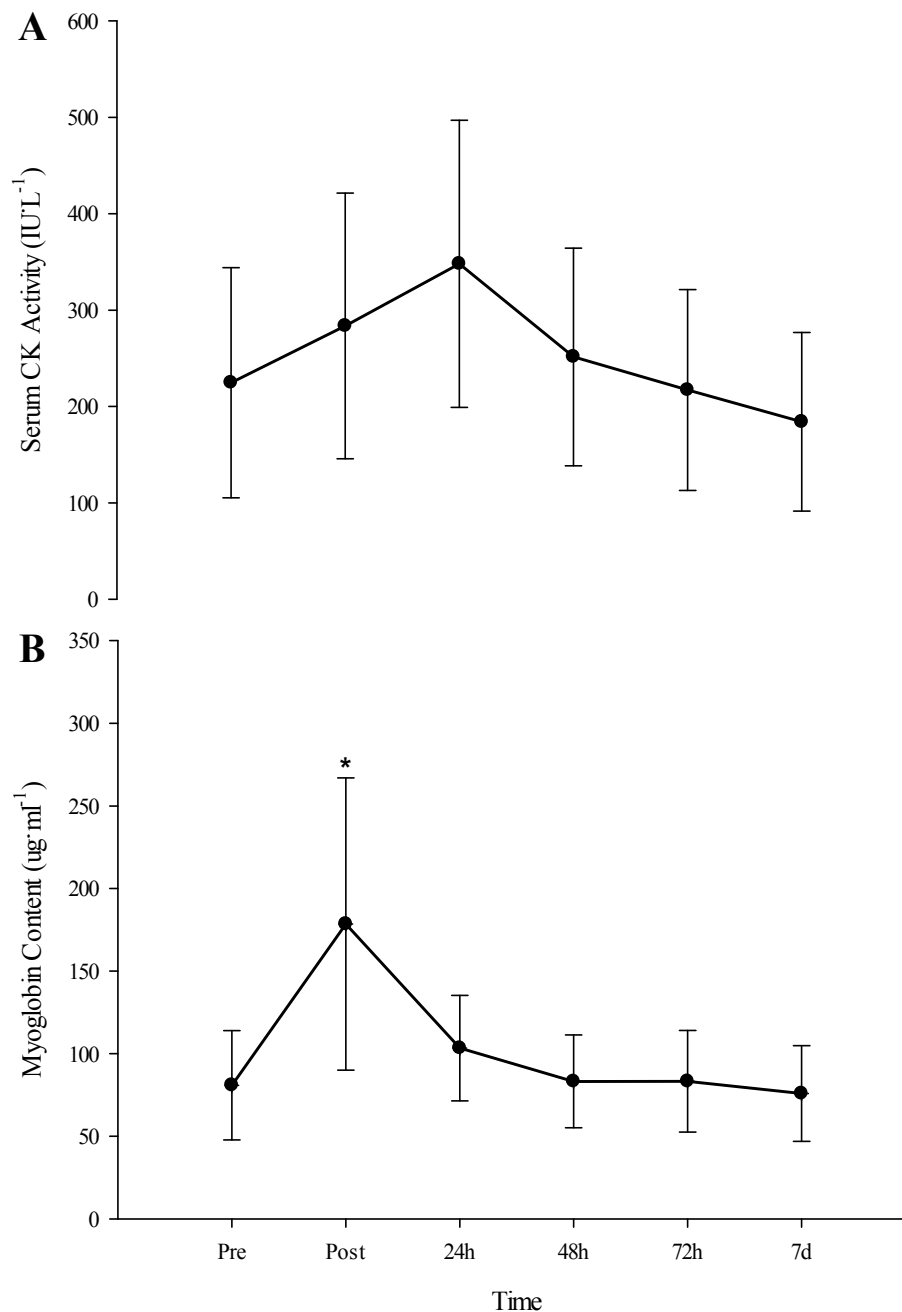 A
600
500
400
300
200
100
0
Serum CK Activity (IU·L⁻¹)
B
350
300
250
200
150
100
50
0
Myoglobin Content (ug·ml⁻¹)
*
Pre Post 24h 48h 72h 7d
Time